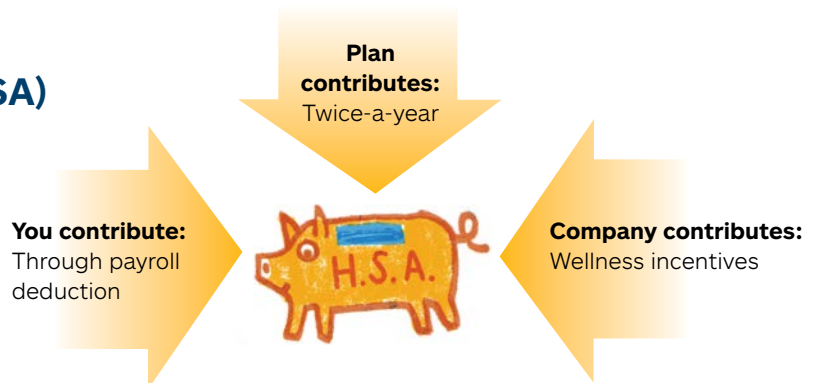 SA)
Plan
contributes:
Twice-a-year
You contribute:
Through payroll
deduction
H.S.A.
Company contributes:
Wellness incentives